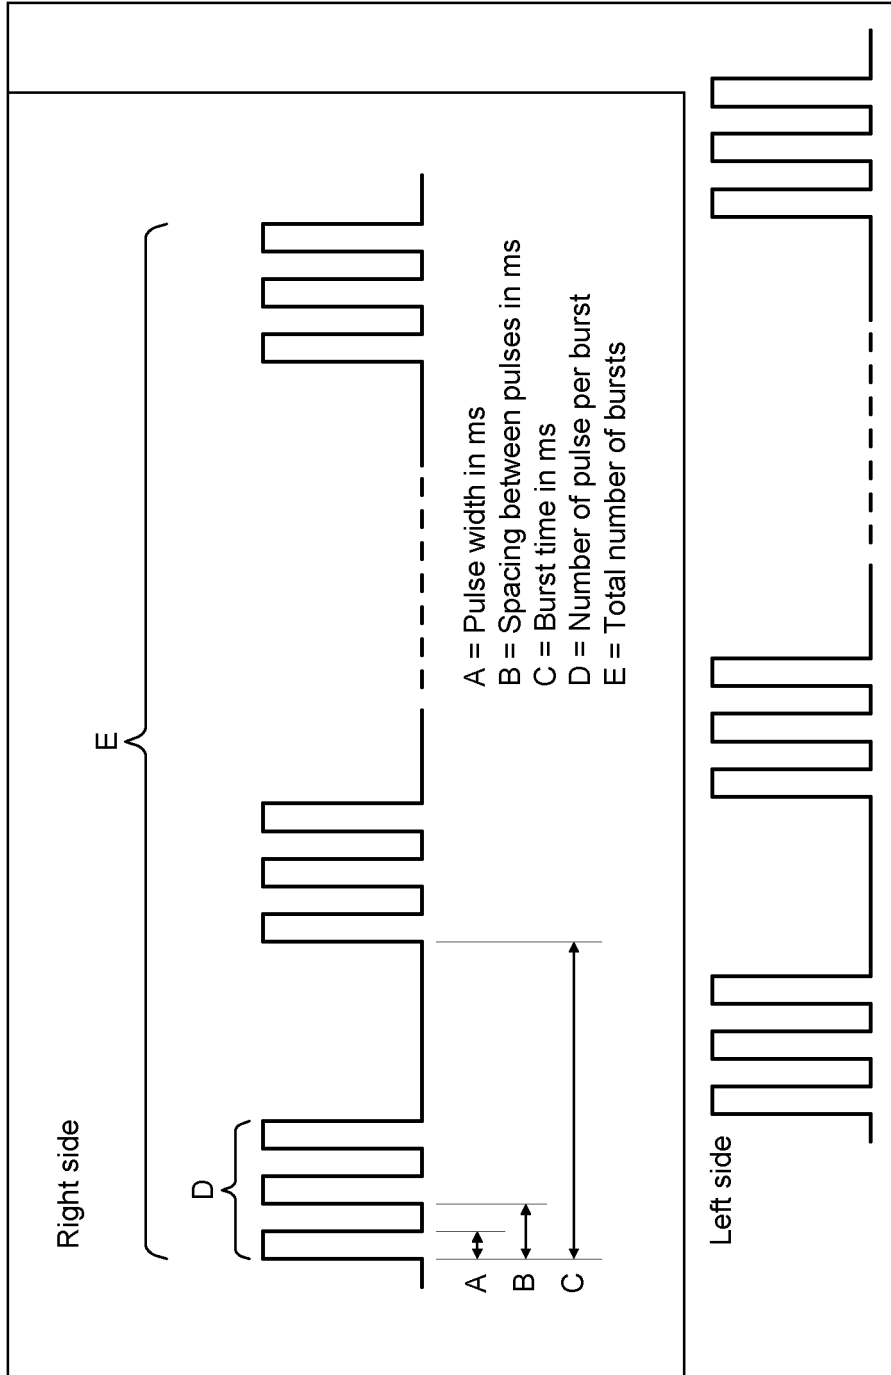 Right side
E
D
A
B
C
A = Pulse width in ms
B = Spacing between pulses in ms
C = Burst time in ms
D = Number of pulse per burst
E = Total number of bursts
Left side